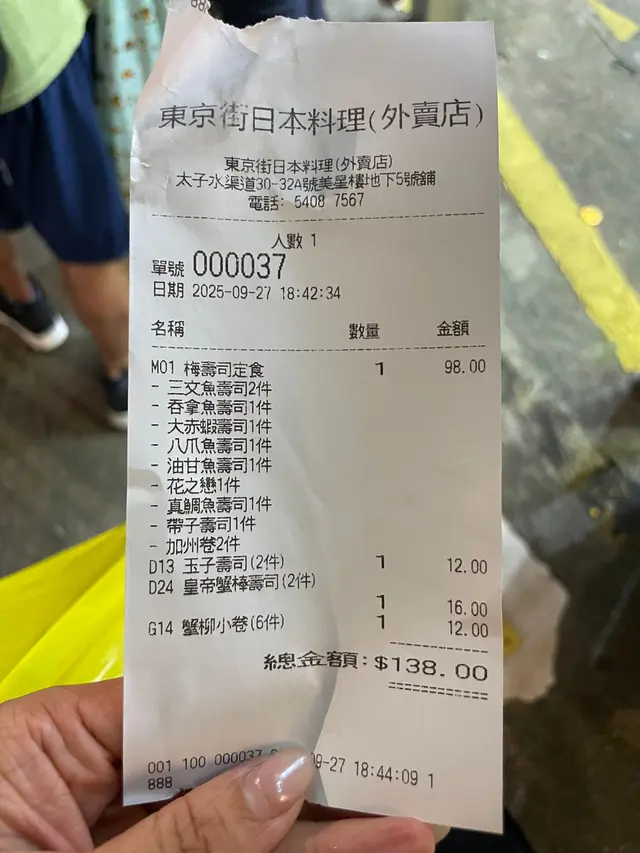 88
東京街日本料理(外賣店)
東京街日本料理(外賣店)
太子水渠道30-32A號美星樓地下5號舖
電話: 5408 7567
人數 1
單號 000037
日期 2025-09-27 18:42:34
名稱 數量 金額
M01 梅壽司定食 1 98.00
- 三文魚壽司2件
- 吞拿魚壽司1件
- 大赤蝦壽司1件
- 八爪魚壽司1件
- 油甘魚壽司1件
- 花之戀1件
- 真鯛魚壽司1件
- 帶子壽司1件
- 加州卷2件
D13 玉子壽司(2件) 1 12.00
D24 皇帝蟹棒壽司(2件)
1 16.00
G14 蟹柳小卷(6件) 1 12.00
總金額:$138.00
001 100 000037 09-27 18:44:09 1
888